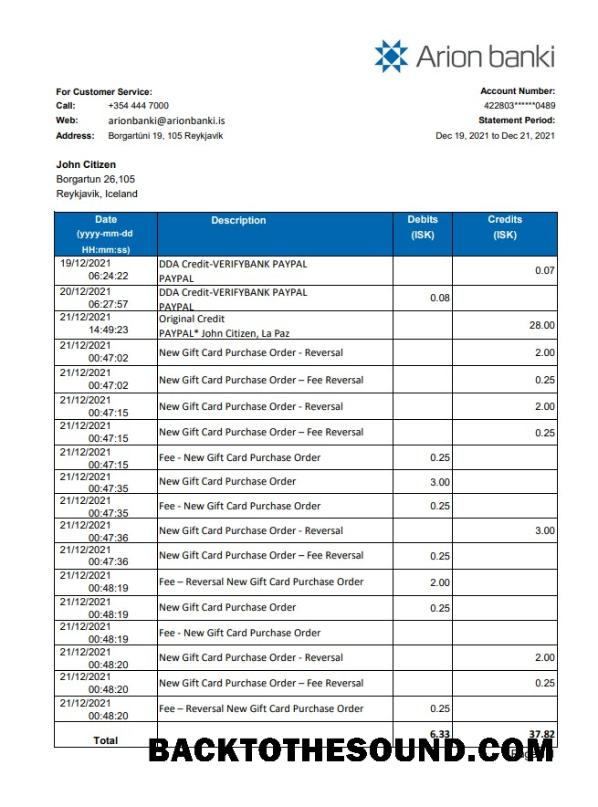 Arion banki
For Customer Service:
Account Number:
Call: +354 444 7000
422803******0489
Web: arionbanki@arionbanki.is
Statement Period:
Address: Borgartúni 19, 105 Reykjavík
Dec 19, 2021 to Dec 21, 2021
John Citizen
Borgartun 26,105
Reykjavik, Iceland
Date Description Debits Credits
(yyyy-mm-dd (ISK) (ISK)
HH:mm:ss)
19/12/2021 DDA Credit-VERIFYBANK PAYPAL
06:24:22 PAYPAL 0.07
20/12/2021 DDA Credit-VERIFYBANK PAYPAL
06:27:57 PAYPAL 0.08
21/12/2021 Original Credit
14:49:23 PAYPAL* John Citizen, La Paz 28.00
21/12/2021
00:47:02 New Gift Card Purchase Order - Reversal 2.00
21/12/2021
00:47:02 New Gift Card Purchase Order – Fee Reversal 0.25
21/12/2021
00:47:15 New Gift Card Purchase Order - Reversal 2.00
21/12/2021
00:47:15 New Gift Card Purchase Order – Fee Reversal 0.25
21/12/2021
00:47:15 Fee - New Gift Card Purchase Order 0.25
21/12/2021
00:47:35 New Gift Card Purchase Order 3.00
21/12/2021
00:47:35 Fee - New Gift Card Purchase Order 0.25
21/12/2021
00:47:36 New Gift Card Purchase Order - Reversal 3.00
21/12/2021
00:47:36 New Gift Card Purchase Order – Fee Reversal 0.25
21/12/2021
00:48:19 Fee – Reversal New Gift Card Purchase Order 2.00
21/12/2021
00:48:19 New Gift Card Purchase Order 0.25
21/12/2021
00:48:19 Fee - New Gift Card Purchase Order
21/12/2021
00:48:20 New Gift Card Purchase Order - Reversal 2.00
21/12/2021
00:48:20 New Gift Card Purchase Order – Fee Reversal 0.25
21/12/2021
00:48:20 Fee – Reversal New Gift Card Purchase Order 0.25
Total 6.33 37.82
BACKTOTHESOUND.COM